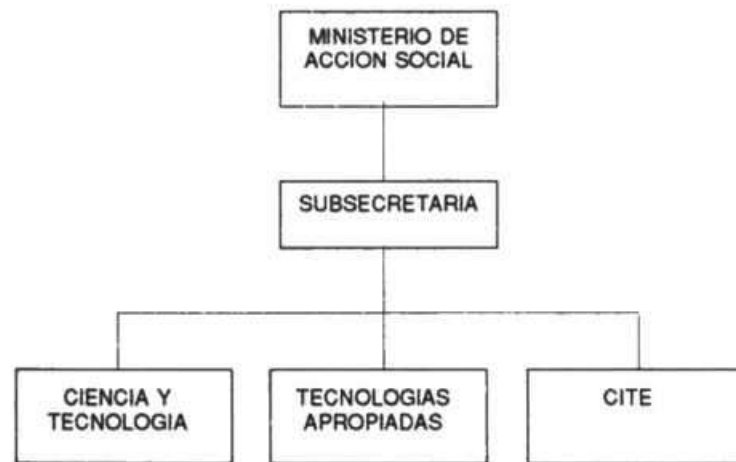 MINISTERIO DE
ACCION SOCIAL
SUBSECRETARIA
CIENCIA Y
TECNOLOGIA
TECNOLOGIAS
APROPIADAS
CITE